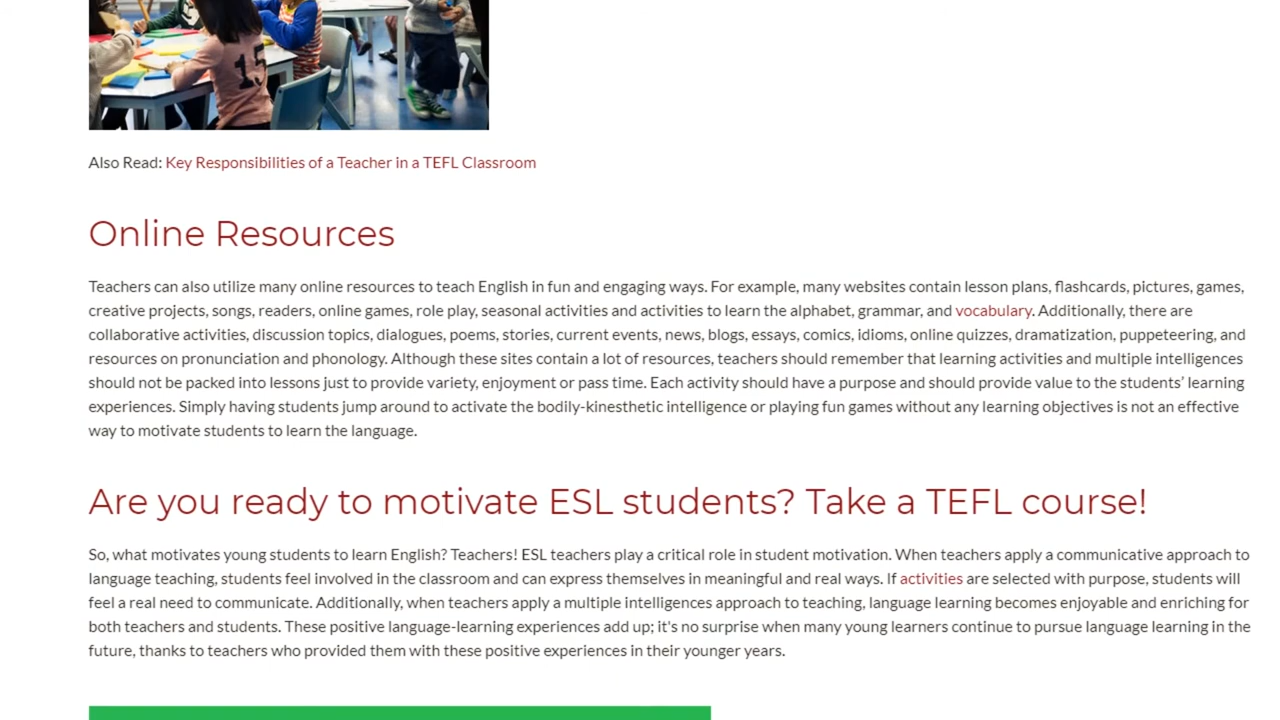 15
Also Read: Key Responsibilities of a Teacher in a TEFL Classroom
Online Resources
Teachers can also utilize many online resources to teach English in fun and engaging ways. For example, many websites contain lesson plans, flashcards, pictures, games,
creative projects, songs, readers, online games, role play, seasonal activities and activities to learn the alphabet, grammar, and vocabulary. Additionally, there are
collaborative activities, discussion topics, dialogues, poems, stories, current events, news, blogs, essays, comics, idioms, online quizzes, dramatization, puppeteering, and
resources on pronunciation and phonology. Although these sites contain a lot of resources, teachers should remember that learning activities and multiple intelligences
should not be packed into lessons just to provide variety, enjoyment or pass time. Each activity should have a purpose and should provide value to the students’ learning
experiences. Simply having students jump around to activate the bodily-kinesthetic intelligence or playing fun games without any learning objectives is not an effective
way to motivate students to learn the language.
Are you ready to motivate ESL students? Take a TEFL course!
So, what motivates young students to learn English? Teachers! ESL teachers play a critical role in student motivation. When teachers apply a communicative approach to
language teaching, students feel involved in the classroom and can express themselves in meaningful and real ways. If activities are selected with purpose, students will
feel a real need to communicate. Additionally, when teachers apply a multiple intelligences approach to teaching, language learning becomes enjoyable and enriching for
both teachers and students. These positive language-learning experiences add up; it's no surprise when many young learners continue to pursue language learning in the
future, thanks to teachers who provided them with these positive experiences in their younger years.